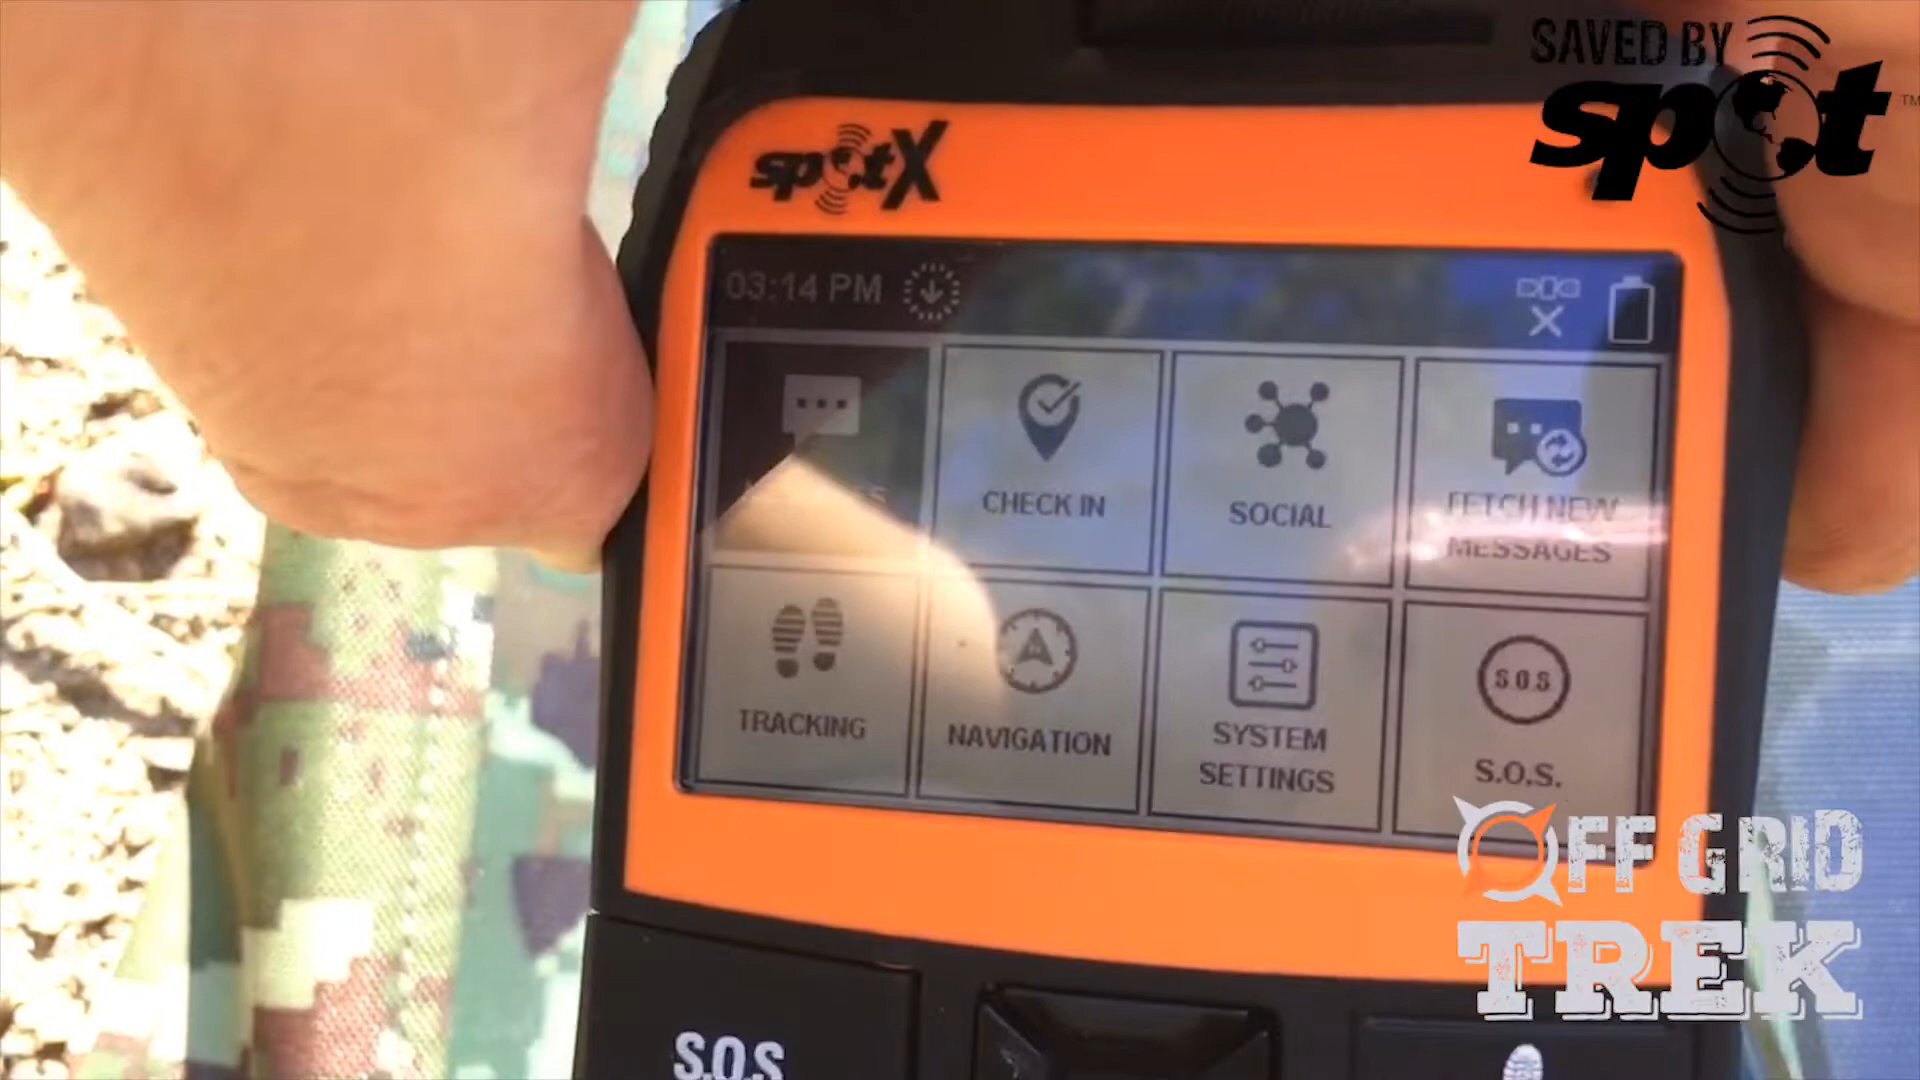 SAVED BY
spot
TM
spot X
03:14 PM
CHECK IN
SOCIAL
FETCH NEW
MESSAGES
TRACKING
NAVIGATION
SYSTEM
SETTINGS
S.O.S
S.O.S.
OFF GRID
TREK
S.O.S